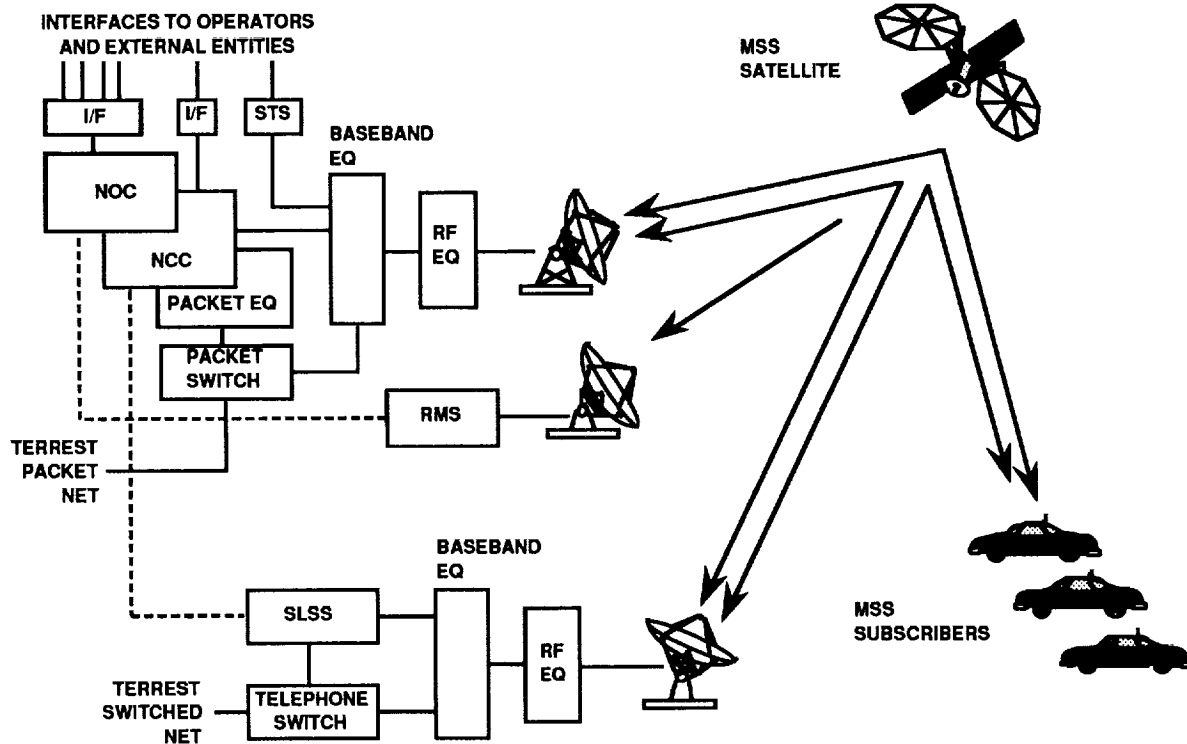 INTERFACES TO OPERATORS
AND EXTERNAL ENTITIES
MSS
SATELLITE
I/F
I/F
STS
BASEBAND
EQ
NOC
RF
EQ
NCC
PACKET EQ
PACKET
SWITCH
RMS
TERREST
PACKET
NET
BASEBAND
EQ
SLSS
MSS
SUBSCRIBERS
RF
EQ
TERREST
SWITCHED
NET
TELEPHONE
SWITCH